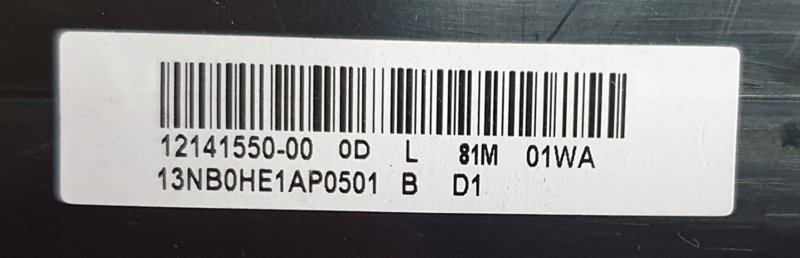 12141550-00 0D L 81M 01WA
13NB0HE1AP0501 B D1